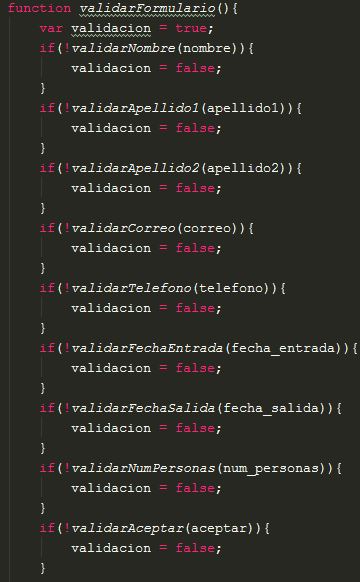 function validarFormulario(){
    var validacion = true;
    if(!validarNombre(nombre)){
        validacion = false;
    }
    if(!validarApellido1(apellido1)){
        validacion = false;
    }
    if(!validarApellido2(apellido2)){
        validacion = false;
    }
    if(!validarCorreo(correo)){
        validacion = false;
    }
    if(!validarTelefono(telefono)){
        validacion = false;
    }
    if(!validarFechaEntrada(fecha_entrada)){
        validacion = false;
    }
    if(!validarFechaSalida(fecha_salida)){
        validacion = false;
    }
    if(!validarNumPersonas(num_personas)){
        validacion = false;
    }
    if(!validarAceptar(aceptar)){
        validacion = false;
    }